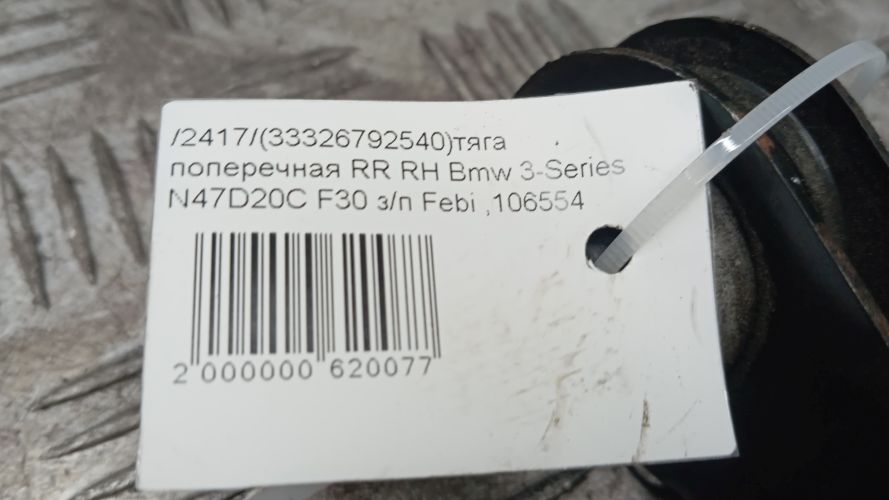 /2417/(33326792540)тяга
поперечная RR RH Bmw 3-Series
N47D20C F30 з/п Febi ,106554
2 000000 620077